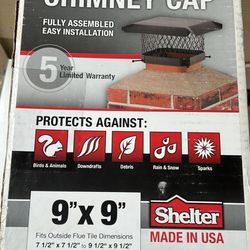 CHIMNEY CAP
FULLY ASSEMBLED
EASY INSTALLATION
5 Year
Limited Warranty
PROTECTS AGAINST:
Birds & Animals
Downdrafts
Debris
Rain & Snow
Sparks
9"x 9"
Fits Outside Flue Tile Dimensions
7 1/2" x 7 1/2" to 9 1/2" x 9 1/2"
Shelter
MADE IN USA